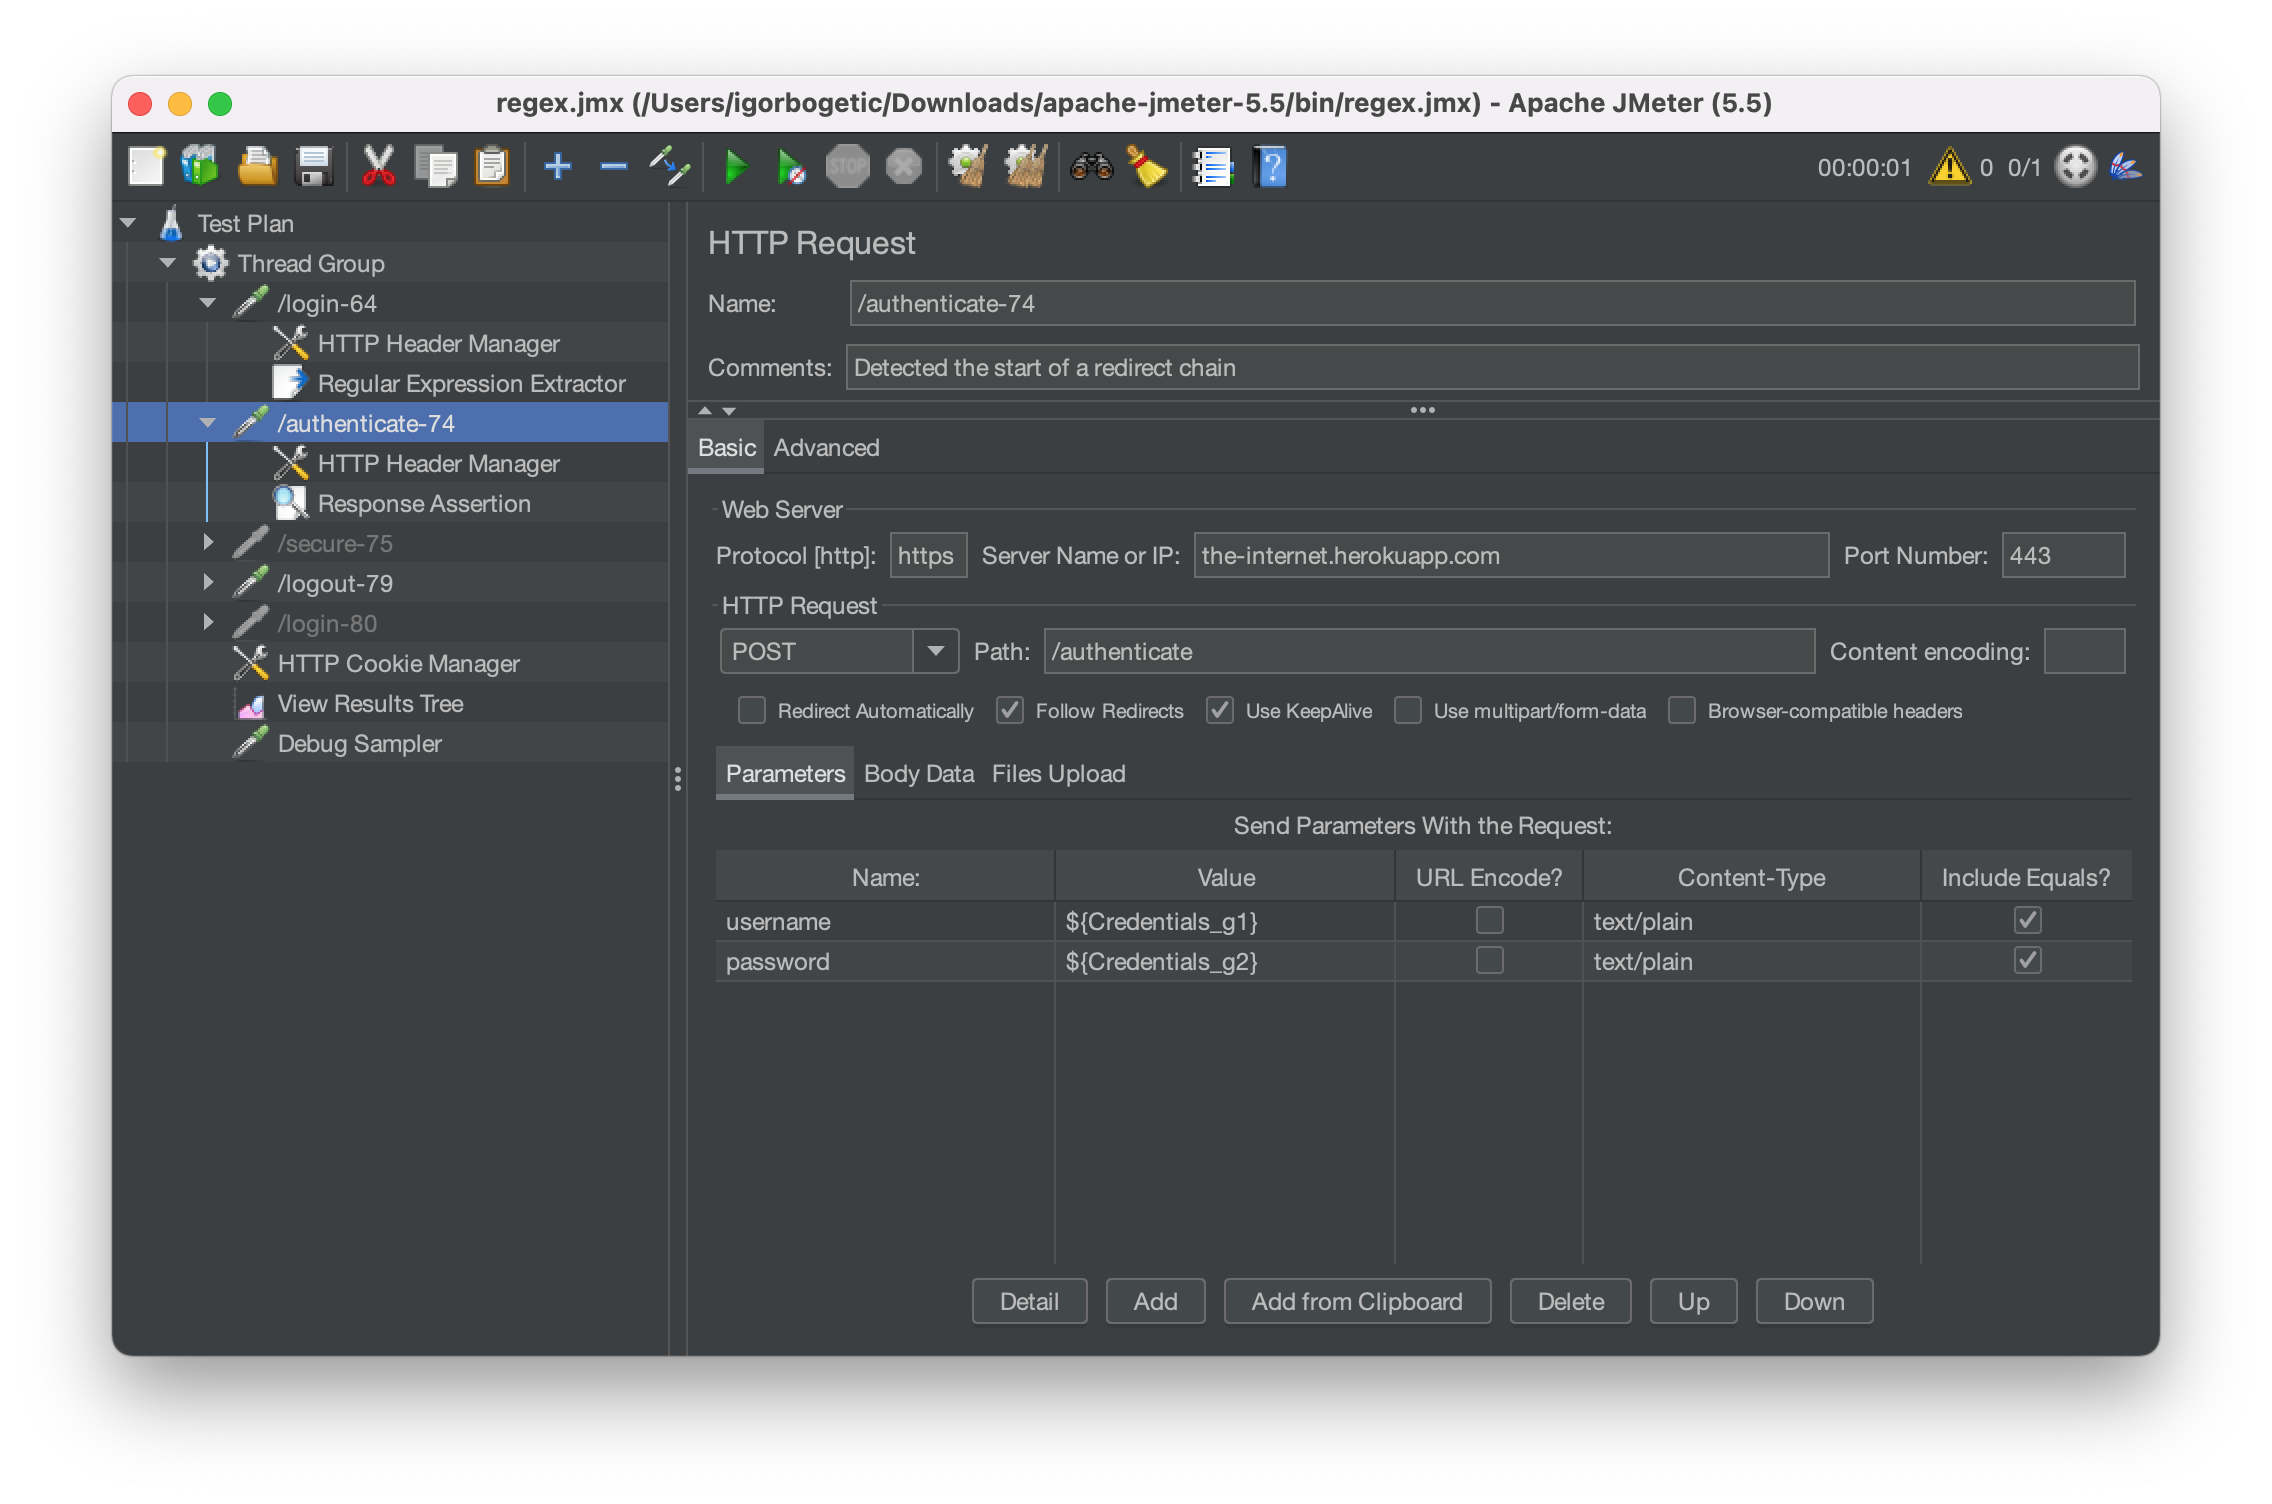 regex.jmx (/Users/igorbogetic/Downloads/apache-jmeter-5.5/bin/regex.jmx) - Apache JMeter (5.5)
STOP
?
00:00:01 0 0/1
Test Plan
Thread Group
/login-64
HTTP Header Manager
Regular Expression Extractor
/authenticate-74
HTTP Header Manager
Response Assertion
/secure-75
/logout-79
/login-80
HTTP Cookie Manager
View Results Tree
Debug Sampler
HTTP Request
Name: /authenticate-74
Comments: Detected the start of a redirect chain
Basic Advanced
Web Server
Protocol [http]: https Server Name or IP: the-internet.herokuapp.com Port Number: 443
HTTP Request
POST Path: /authenticate Content encoding:
Redirect Automatically Follow Redirects Use KeepAlive Use multipart/form-data Browser-compatible headers
Parameters Body Data Files Upload
Send Parameters With the Request:
Name: Value URL Encode? Content-Type Include Equals?
username ${Credentials_g1} text/plain
password ${Credentials_g2} text/plain
Detail Add Add from Clipboard Delete Up Down